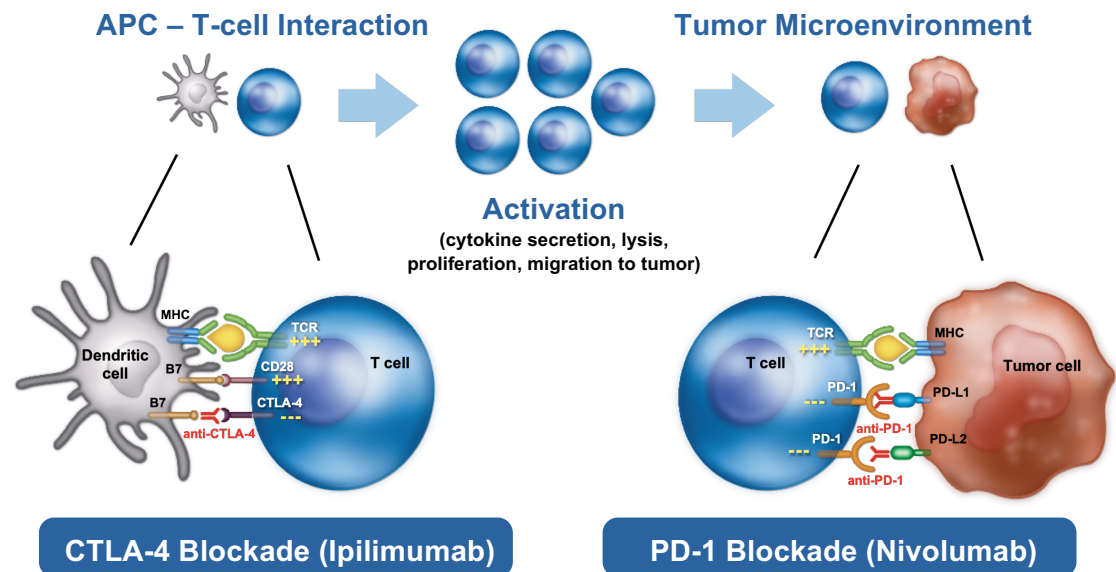 APC – T-cell Interaction
Tumor Microenvironment
Activation
(cytokine secretion, lysis,
proliferation, migration to tumor)
MHC
TCR
+++
Dendritic
cell
B7
CD28
+++
T cell
B7
CTLA-4
---
anti-CTLA-4
TCR
+++
MHC
T cell
Tumor cell
PD-1
---
PD-L1
anti-PD-1
PD-1
---
PD-L2
anti-PD-1
CTLA-4 Blockade (Ipilimumab)
PD-1 Blockade (Nivolumab)